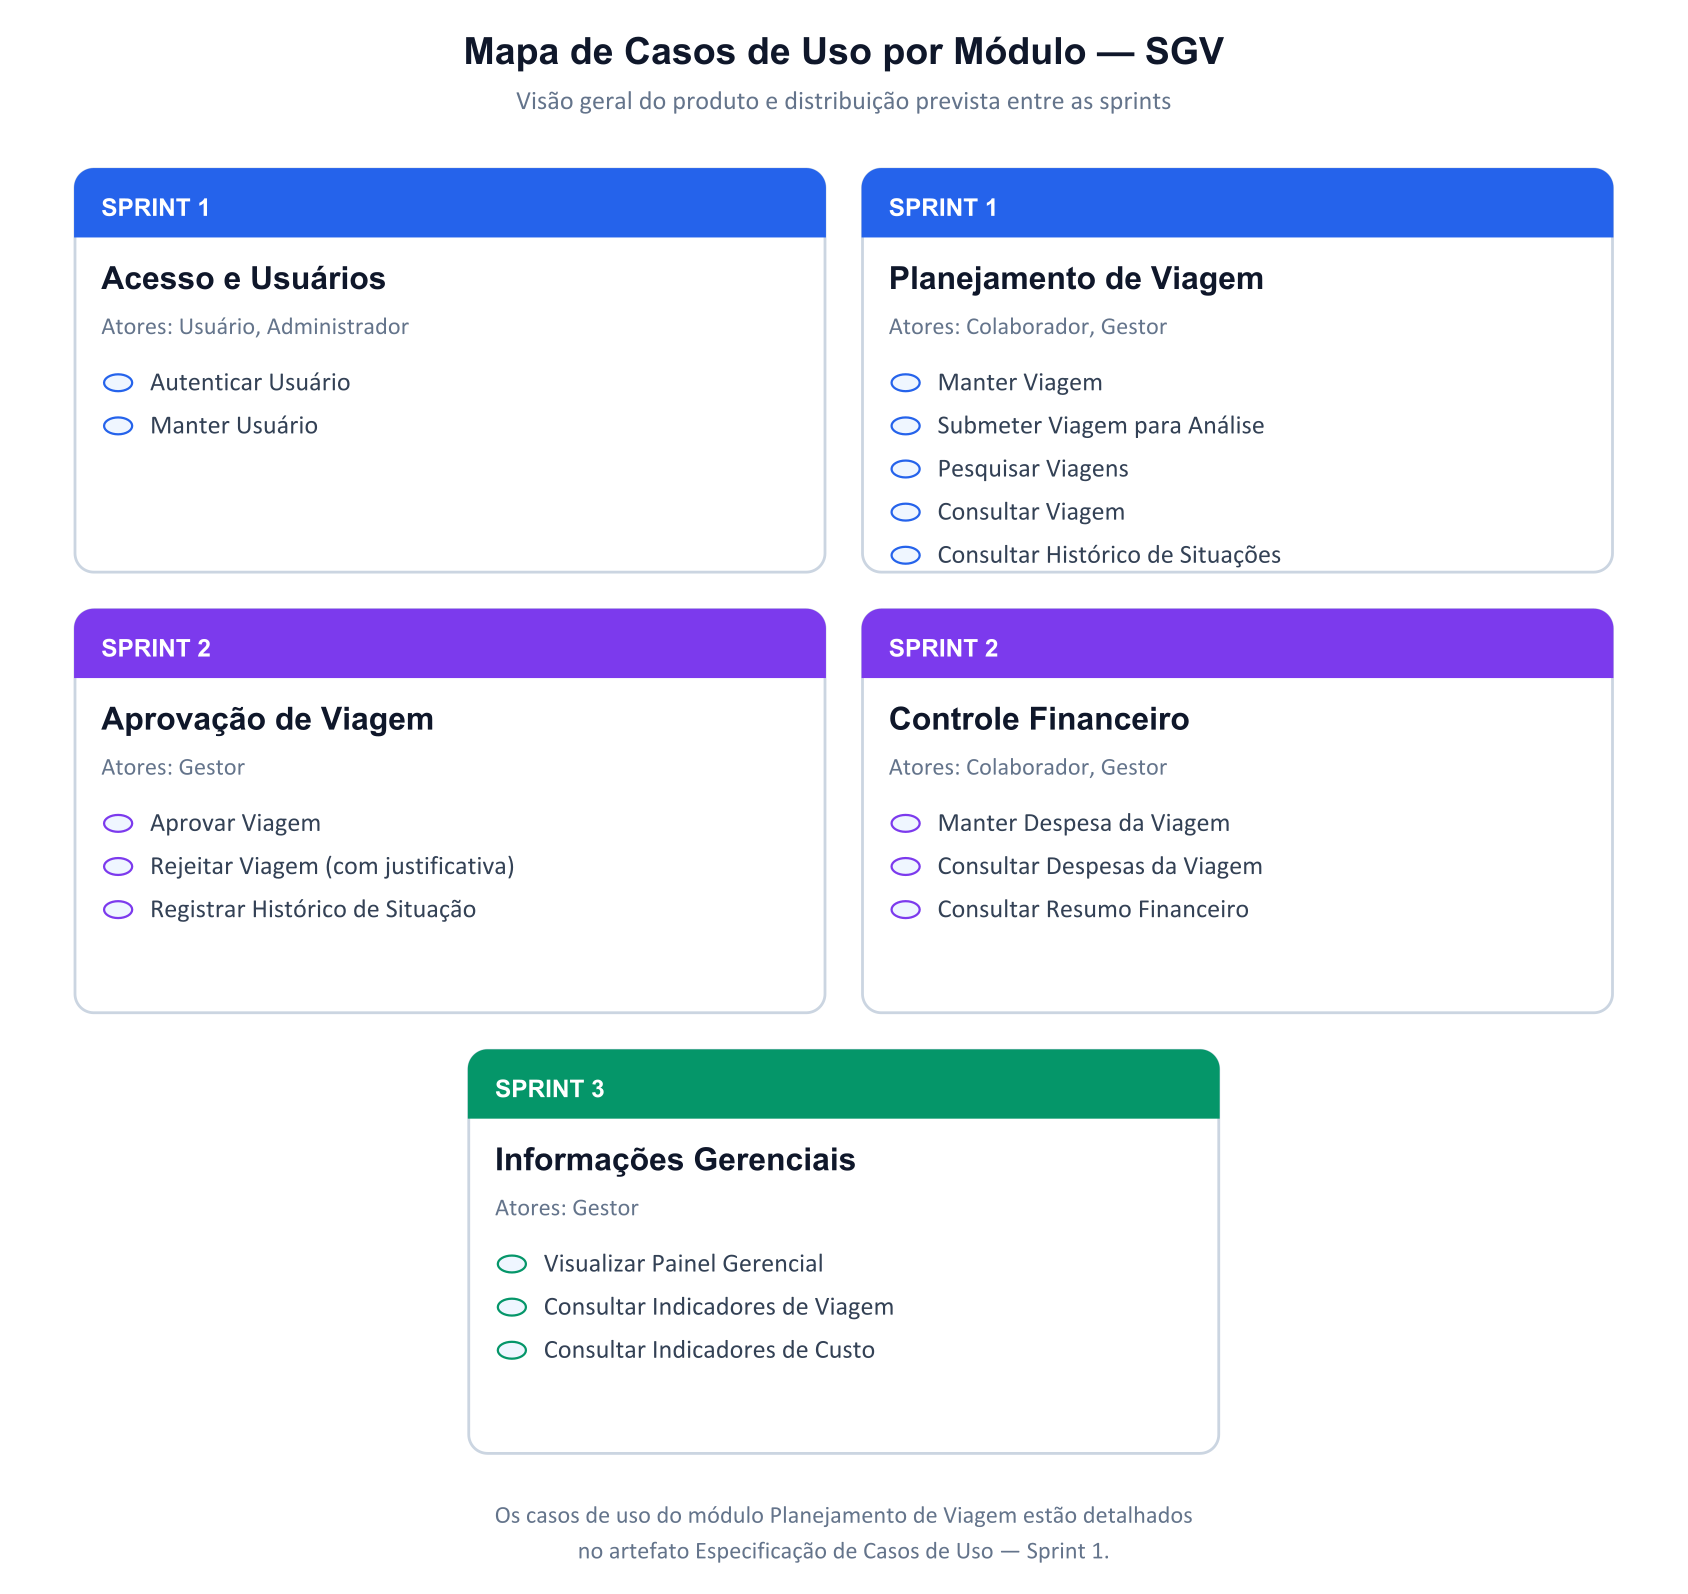 Mapa de Casos de Uso por Módulo — SGV
Visão geral do produto e distribuição prevista entre as sprints
SPRINT 1
Acesso e Usuários
Atores: Usuário, Administrador
Autenticar Usuário
Manter Usuário
SPRINT 1
Planejamento de Viagem
Atores: Colaborador, Gestor
Manter Viagem
Submeter Viagem para Análise
Pesquisar Viagens
Consultar Viagem
Consultar Histórico de Situações
SPRINT 2
Aprovação de Viagem
Atores: Gestor
Aprovar Viagem
Rejeitar Viagem (com justificativa)
Registrar Histórico de Situação
SPRINT 2
Controle Financeiro
Atores: Colaborador, Gestor
Manter Despesa da Viagem
Consultar Despesas da Viagem
Consultar Resumo Financeiro
SPRINT 3
Informações Gerenciais
Atores: Gestor
Visualizar Painel Gerencial
Consultar Indicadores de Viagem
Consultar Indicadores de Custo
Os casos de uso do módulo Planejamento de Viagem estão detalhados
no artefato Especificação de Casos de Uso — Sprint 1.